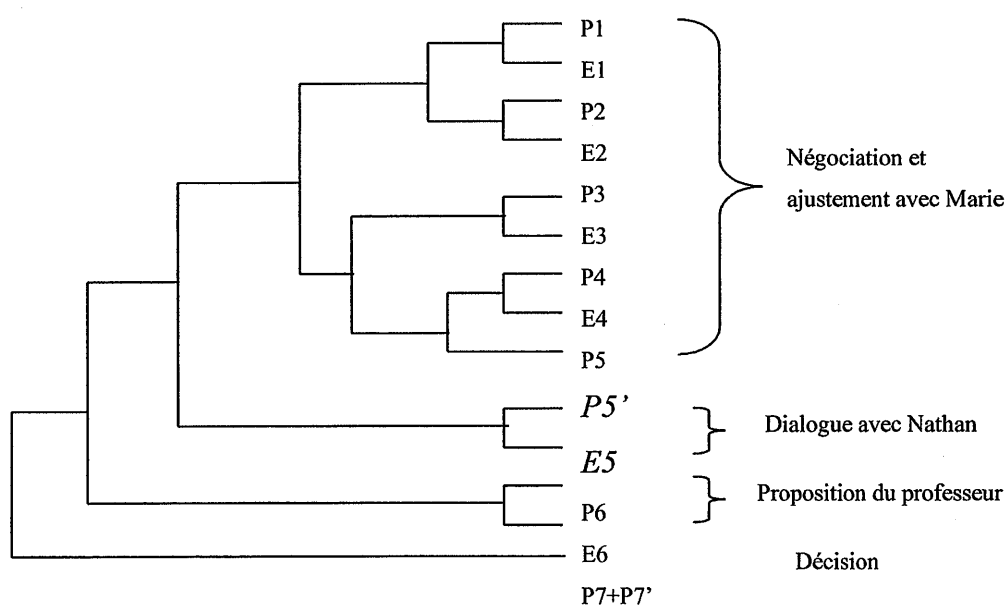 P1
E1
P2
E2
P3
E3
P4
E4
P5
P5’
E5
P6
E6
P7+P7’
Négociation et
ajustement avec Marie
Dialogue avec Nathan
Proposition du professeur
Décision